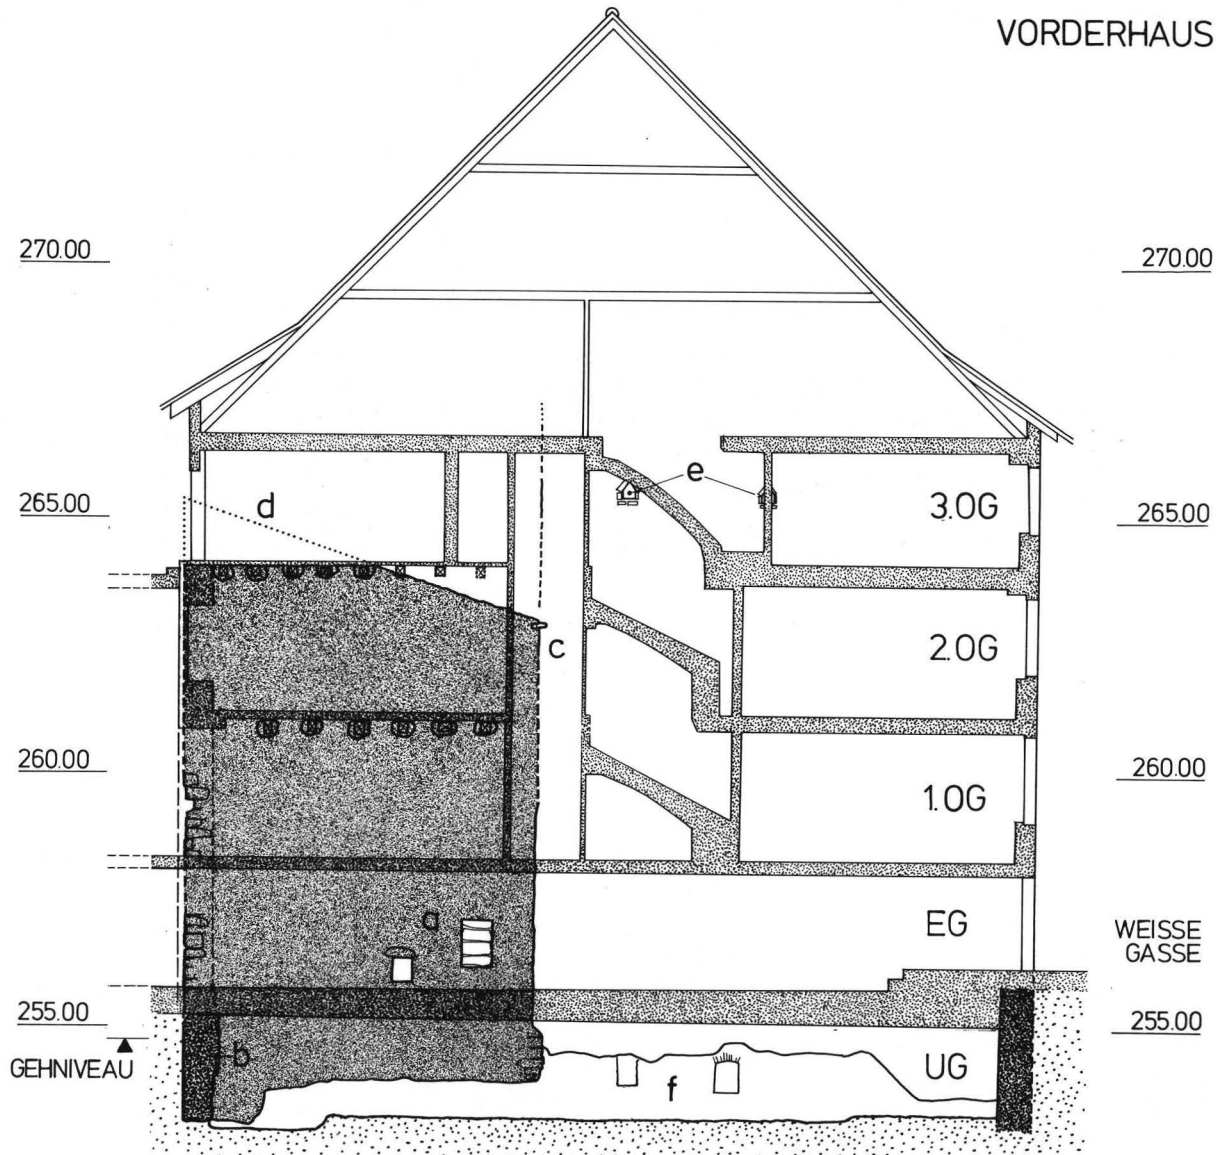 VORDERHAUS
270.00
270.00
e
d
3.OG
265.00
265.00
c
2.OG
260.00
260.00
1.OG
a
EG
WEISSE
GASSE
255.00
255.00
b
GEHNIVEAU
UG
f